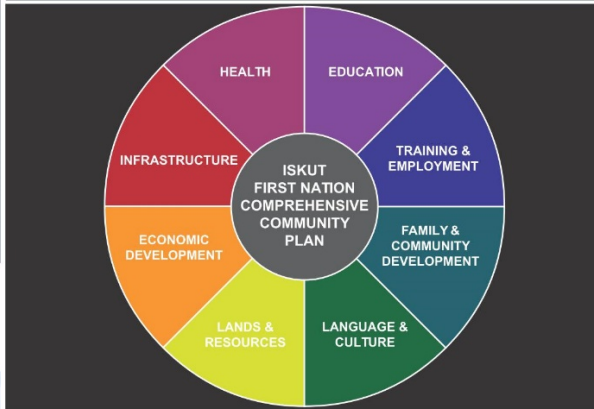 HEALTH
EDUCATION
TRAINING &
EMPLOYMENT
FAMILY &
COMMUNITY
DEVELOPMENT
LANGUAGE &
CULTURE
LANDS &
RESOURCES
ECONOMIC
DEVELOPMENT
INFRASTRUCTURE
ISKUT
FIRST NATION
COMPREHENSIVE
COMMUNITY
PLAN